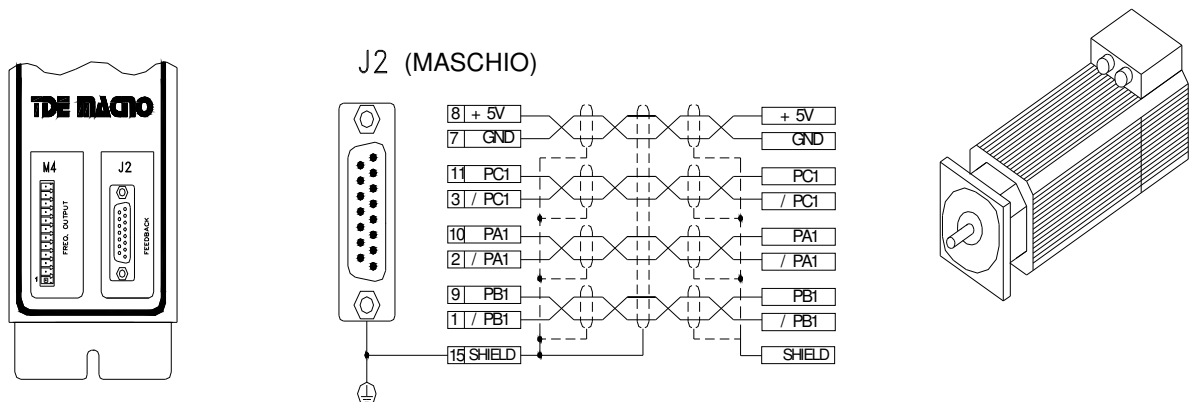 TDE MACNO
M4
FREQ. OUTPUT
1
J2
FEEDBACK
J2 (MASCHIO)
8 + 5V + 5V
7 GND GND
11 PC1 PC1
3 / PC1 / PC1
10 PA1 PA1
2 / PA1 / PA1
9 PB1 PB1
1 / PB1 / PB1
15 SHIELD SHIELD